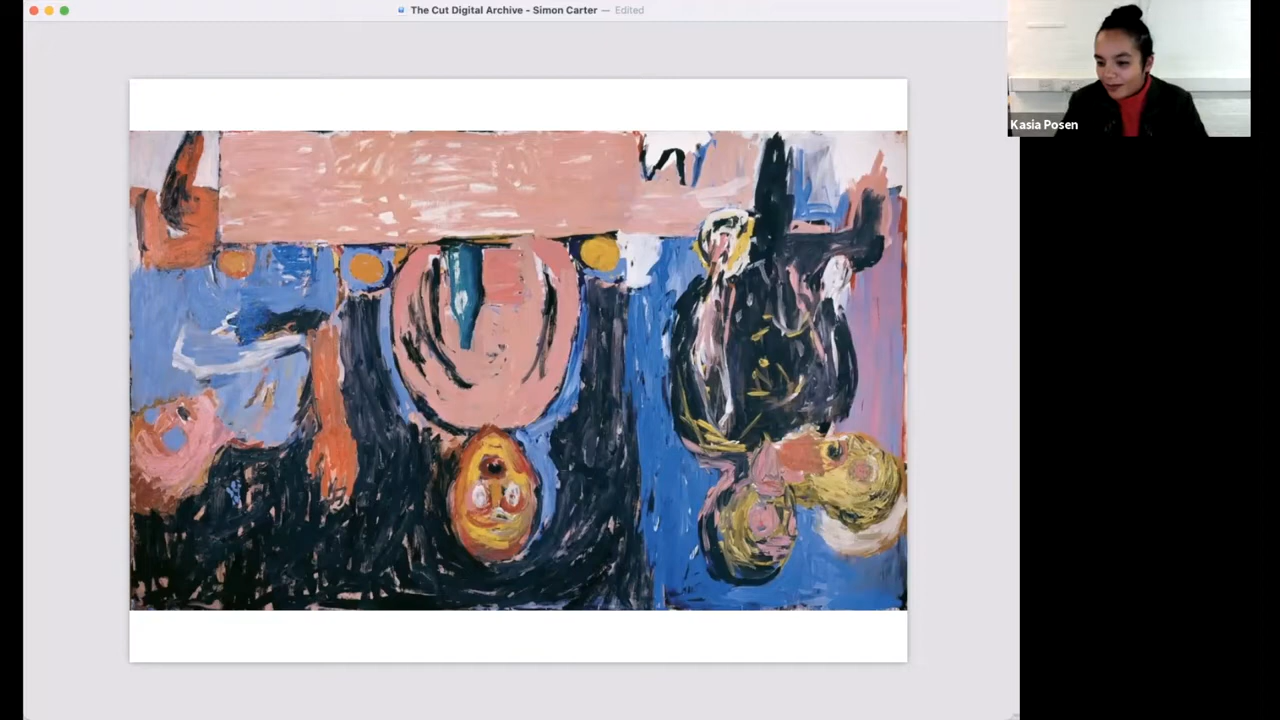 The Cut Digital Archive - Simon Carter — Edited
Kasia Posen